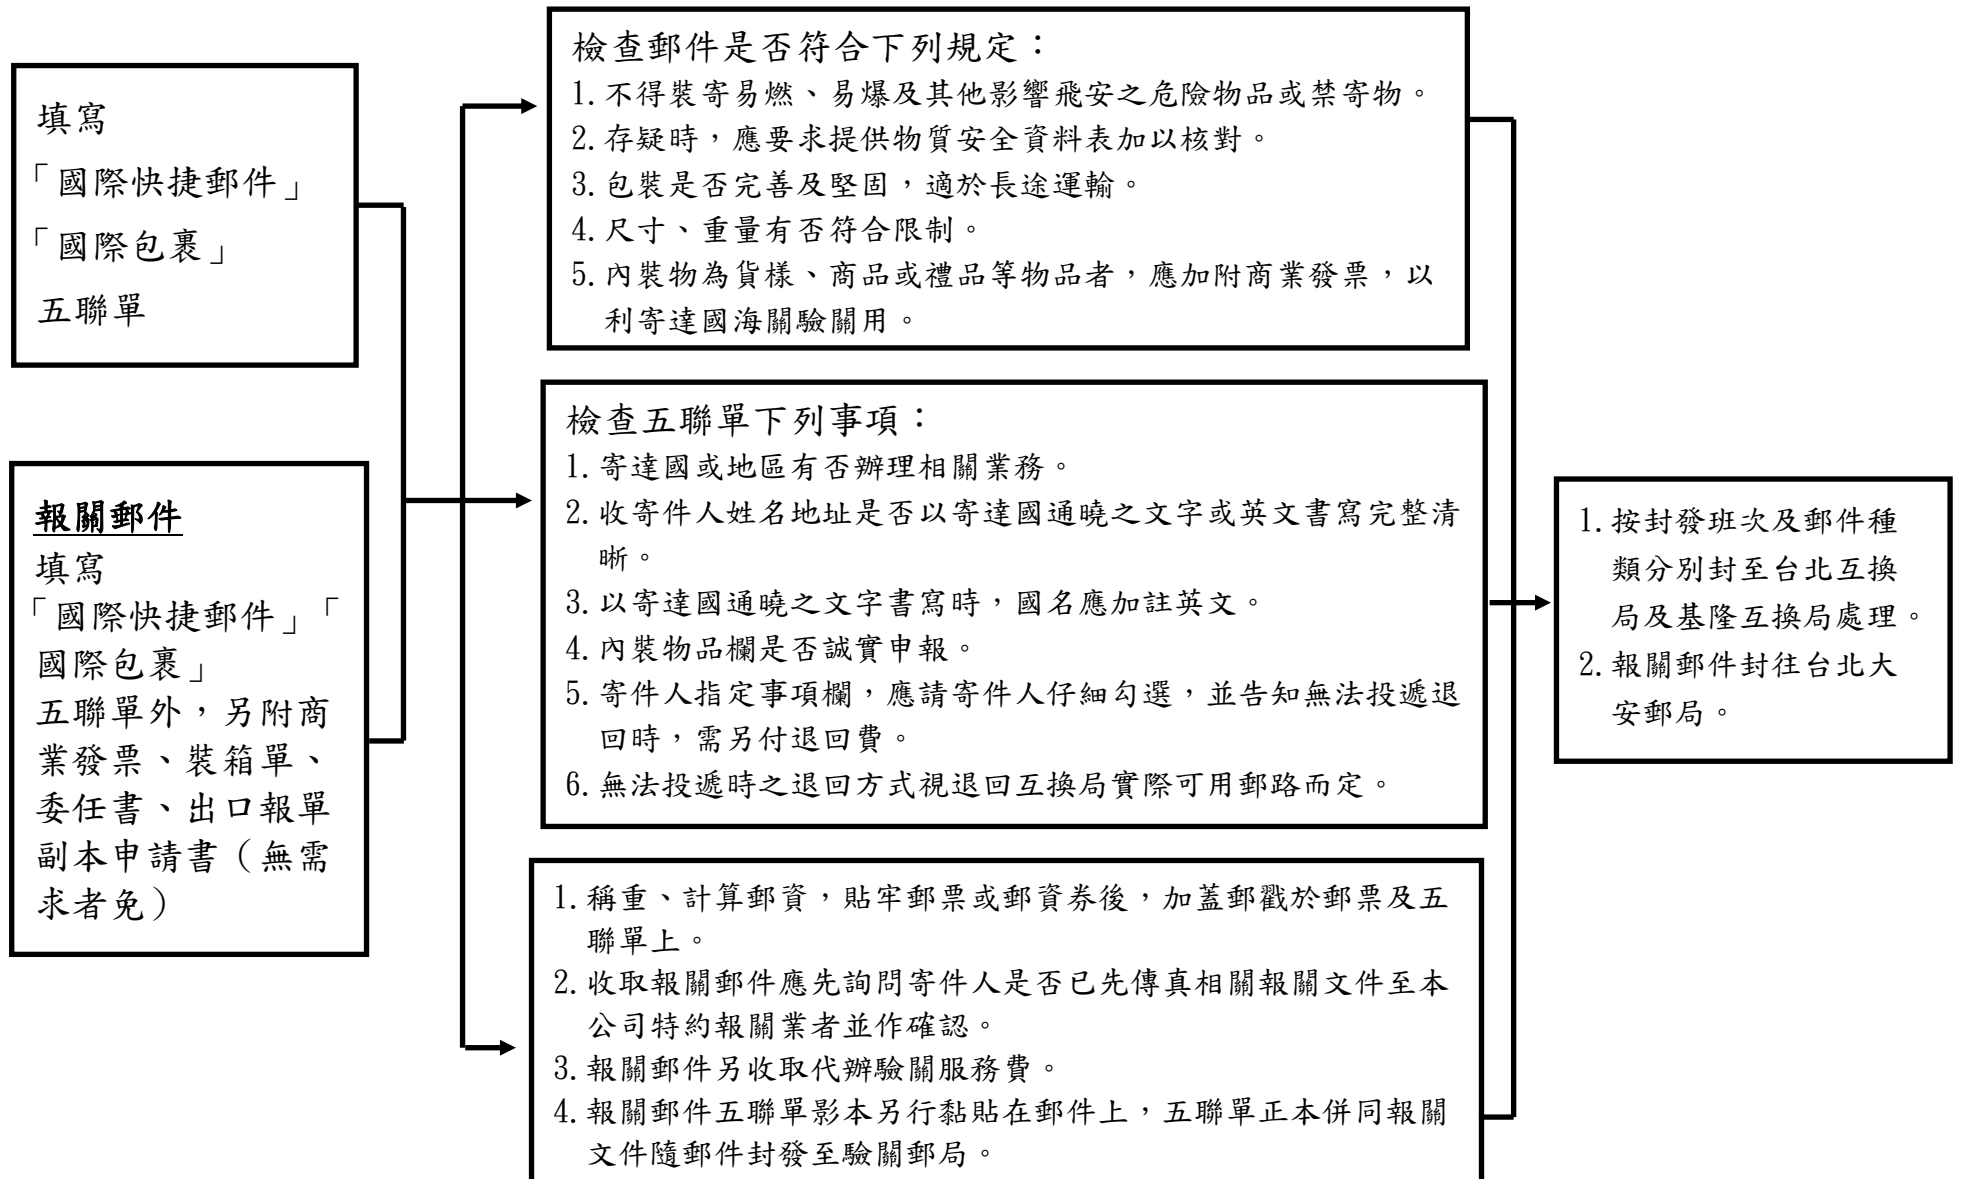 填寫
「國際快捷郵件」
「國際包裹」
五聯單
報關郵件
填寫
「國際快捷郵件」「
國際包裹」
五聯單外，另附商
業發票、裝箱單、
委任書、出口報單
副本申請書（無需
求者免）
檢查郵件是否符合下列規定：
1.不得裝寄易燃、易爆及其他影響飛安之危險物品或禁寄物。
2.存疑時，應要求提供物質安全資料表加以核對。
3.包裝是否完善及堅固，適於長途運輸。
4.尺寸、重量有否符合限制。
5.內裝物為貨樣、商品或禮品等物品者，應加附商業發票，以
利寄達國海關驗關用。
檢查五聯單下列事項：
1.寄達國或地區有否辦理相關業務。
2.收寄件人姓名地址是否以寄達國通曉之文字或英文書寫完整清
晰。
3.以寄達國通曉之文字書寫時，國名應加註英文。
4.內裝物品欄是否誠實申報。
5.寄件人指定事項欄，應請寄件人仔細勾選，並告知無法投遞退
回時，需另付退回費。
6.無法投遞時之退回方式視退回互換局實際可用郵路而定。
1.稱重、計算郵資，貼牢郵票或郵資券後，加蓋郵戳於郵票及五
聯單上。
2.收取報關郵件應先詢問寄件人是否已先傳真相關報關文件至本
公司特約報關業者並作確認。
3.報關郵件另收取代辦驗關服務費。
4.報關郵件五聯單影本另行黏貼在郵件上，五聯單正本併同報關
文件隨郵件封發至驗關郵局。
1.按封發班次及郵件種
類分別封至台北互換
局及基隆互換局處理。
2.報關郵件封往台北大
安郵局。